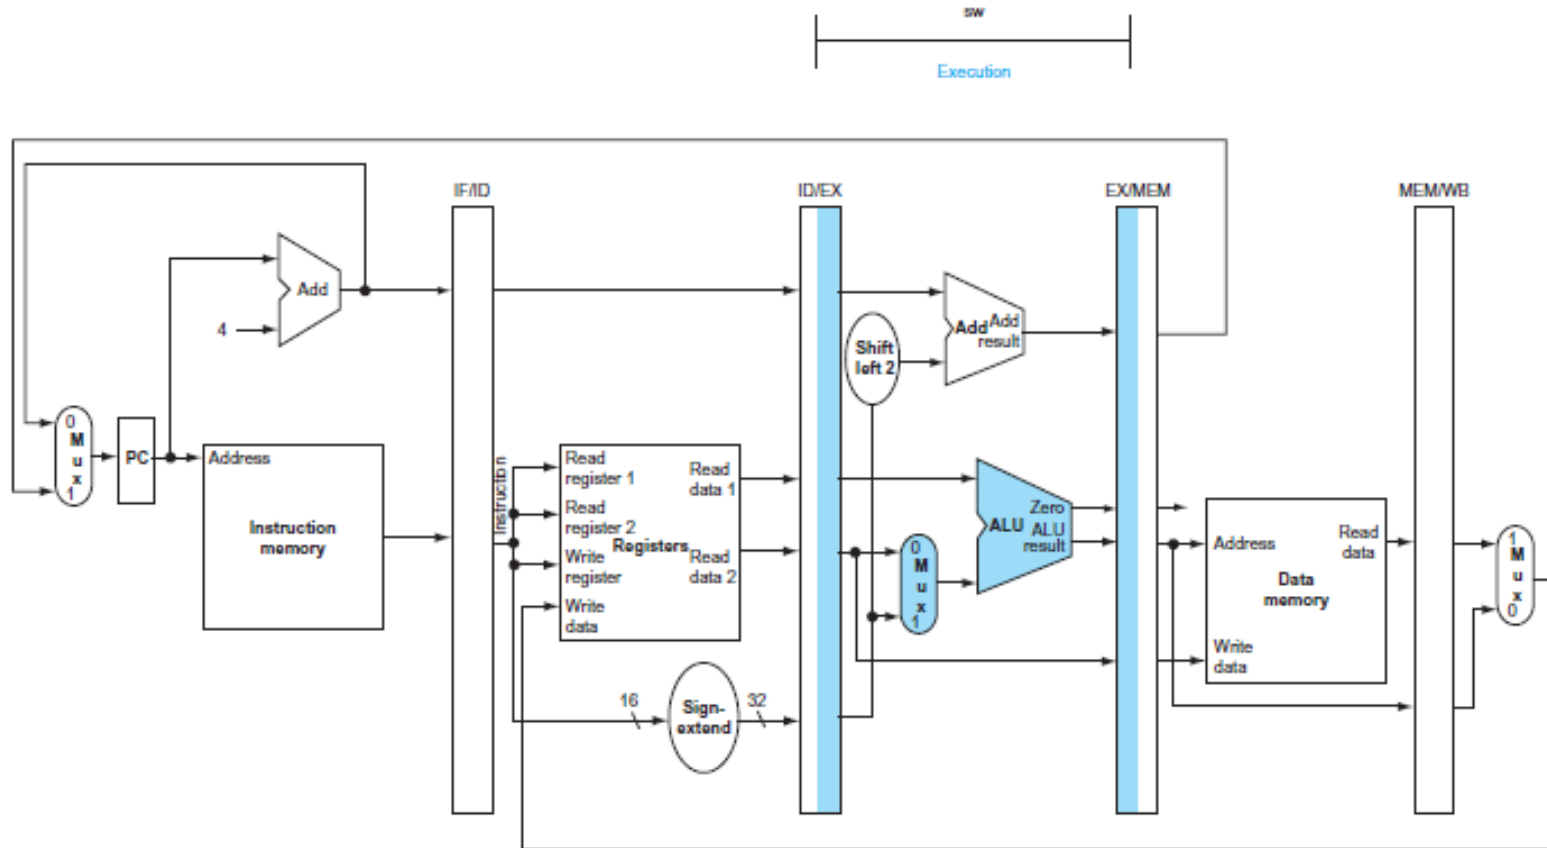 sw
Execution
IF/ID
ID/EX
EX/MEM
MEM/WB
Add
4
Shift
left 2
Add
Add
result
0
M
u
x
1
PC
Address
Instruction
memory
Instruction
Read
register 1
Read
register 2
Write
register
Write
data
Registers
Read
data 1
Read
data 2
16
Sign-
extend
32
0
M
u
x
1
ALU
Zero
ALU
result
Address
Read
data
Data
memory
Write
data
1
M
u
x
0